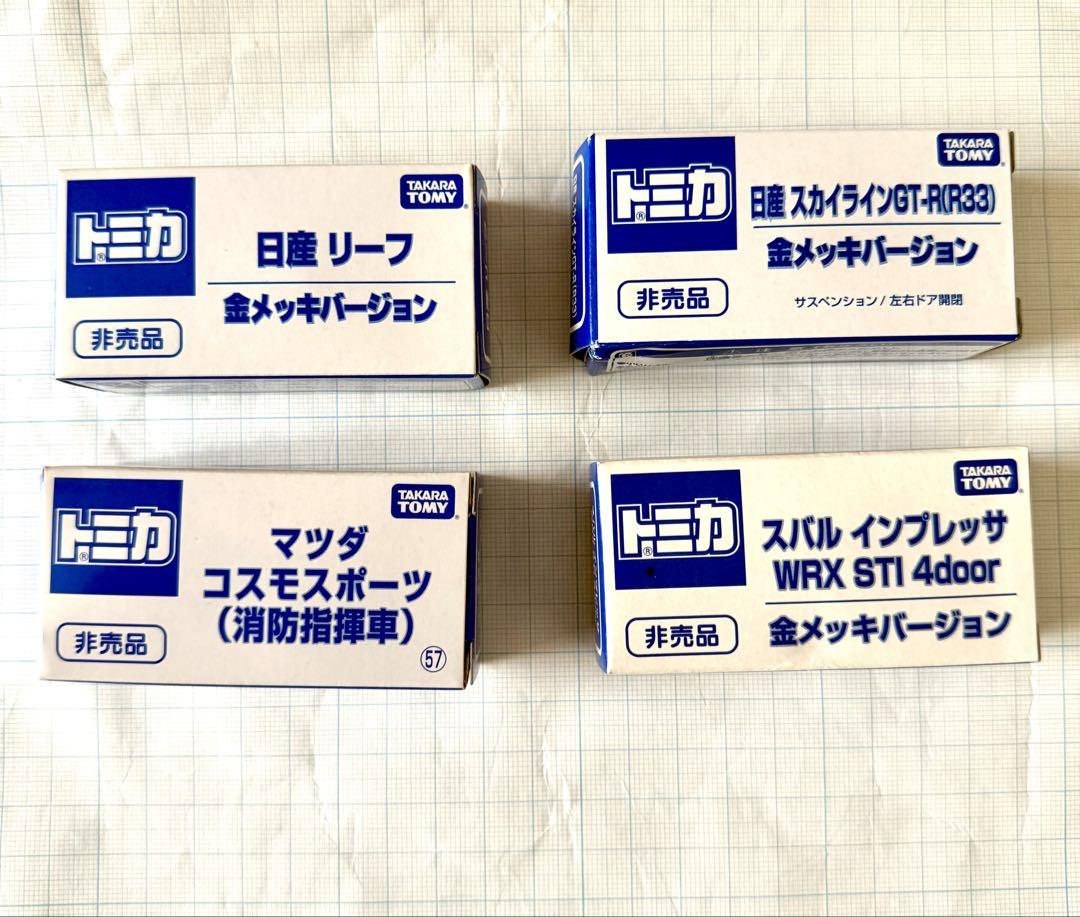 TAKARA
TOMY
トミカ
日産 リーフ
金メッキバージョン
非売品
TAKARA
TOMY
トミカ
日産 スカイラインGT-R(R33)
金メッキバージョン
非売品
サスペンション / 左右ドア開閉
TAKARA
TOMY
トミカ
マツダ
コスモスポーツ
(消防指揮車)
非売品
57
TAKARA
TOMY
トミカ
スバル インプレッサ
WRX STI 4door
金メッキバージョン
非売品